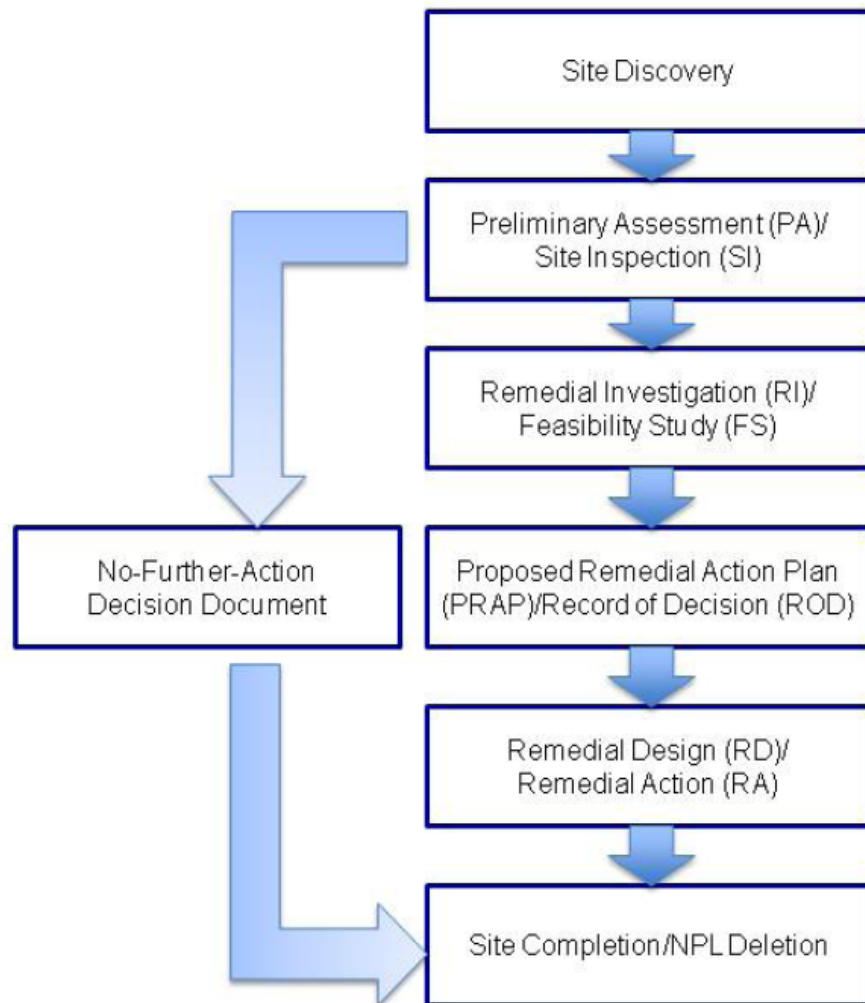 Site Discovery
Preliminary Assessment (PA)/
Site Inspection (SI)
Remedial Investigation (RI)/
Feasibility Study (FS)
No-Further-Action
Decision Document
Proposed Remedial Action Plan
(PRAP)/Record of Decision (ROD)
Remedial Design (RD)/
Remedial Action (RA)
Site Completion/NPL Deletion